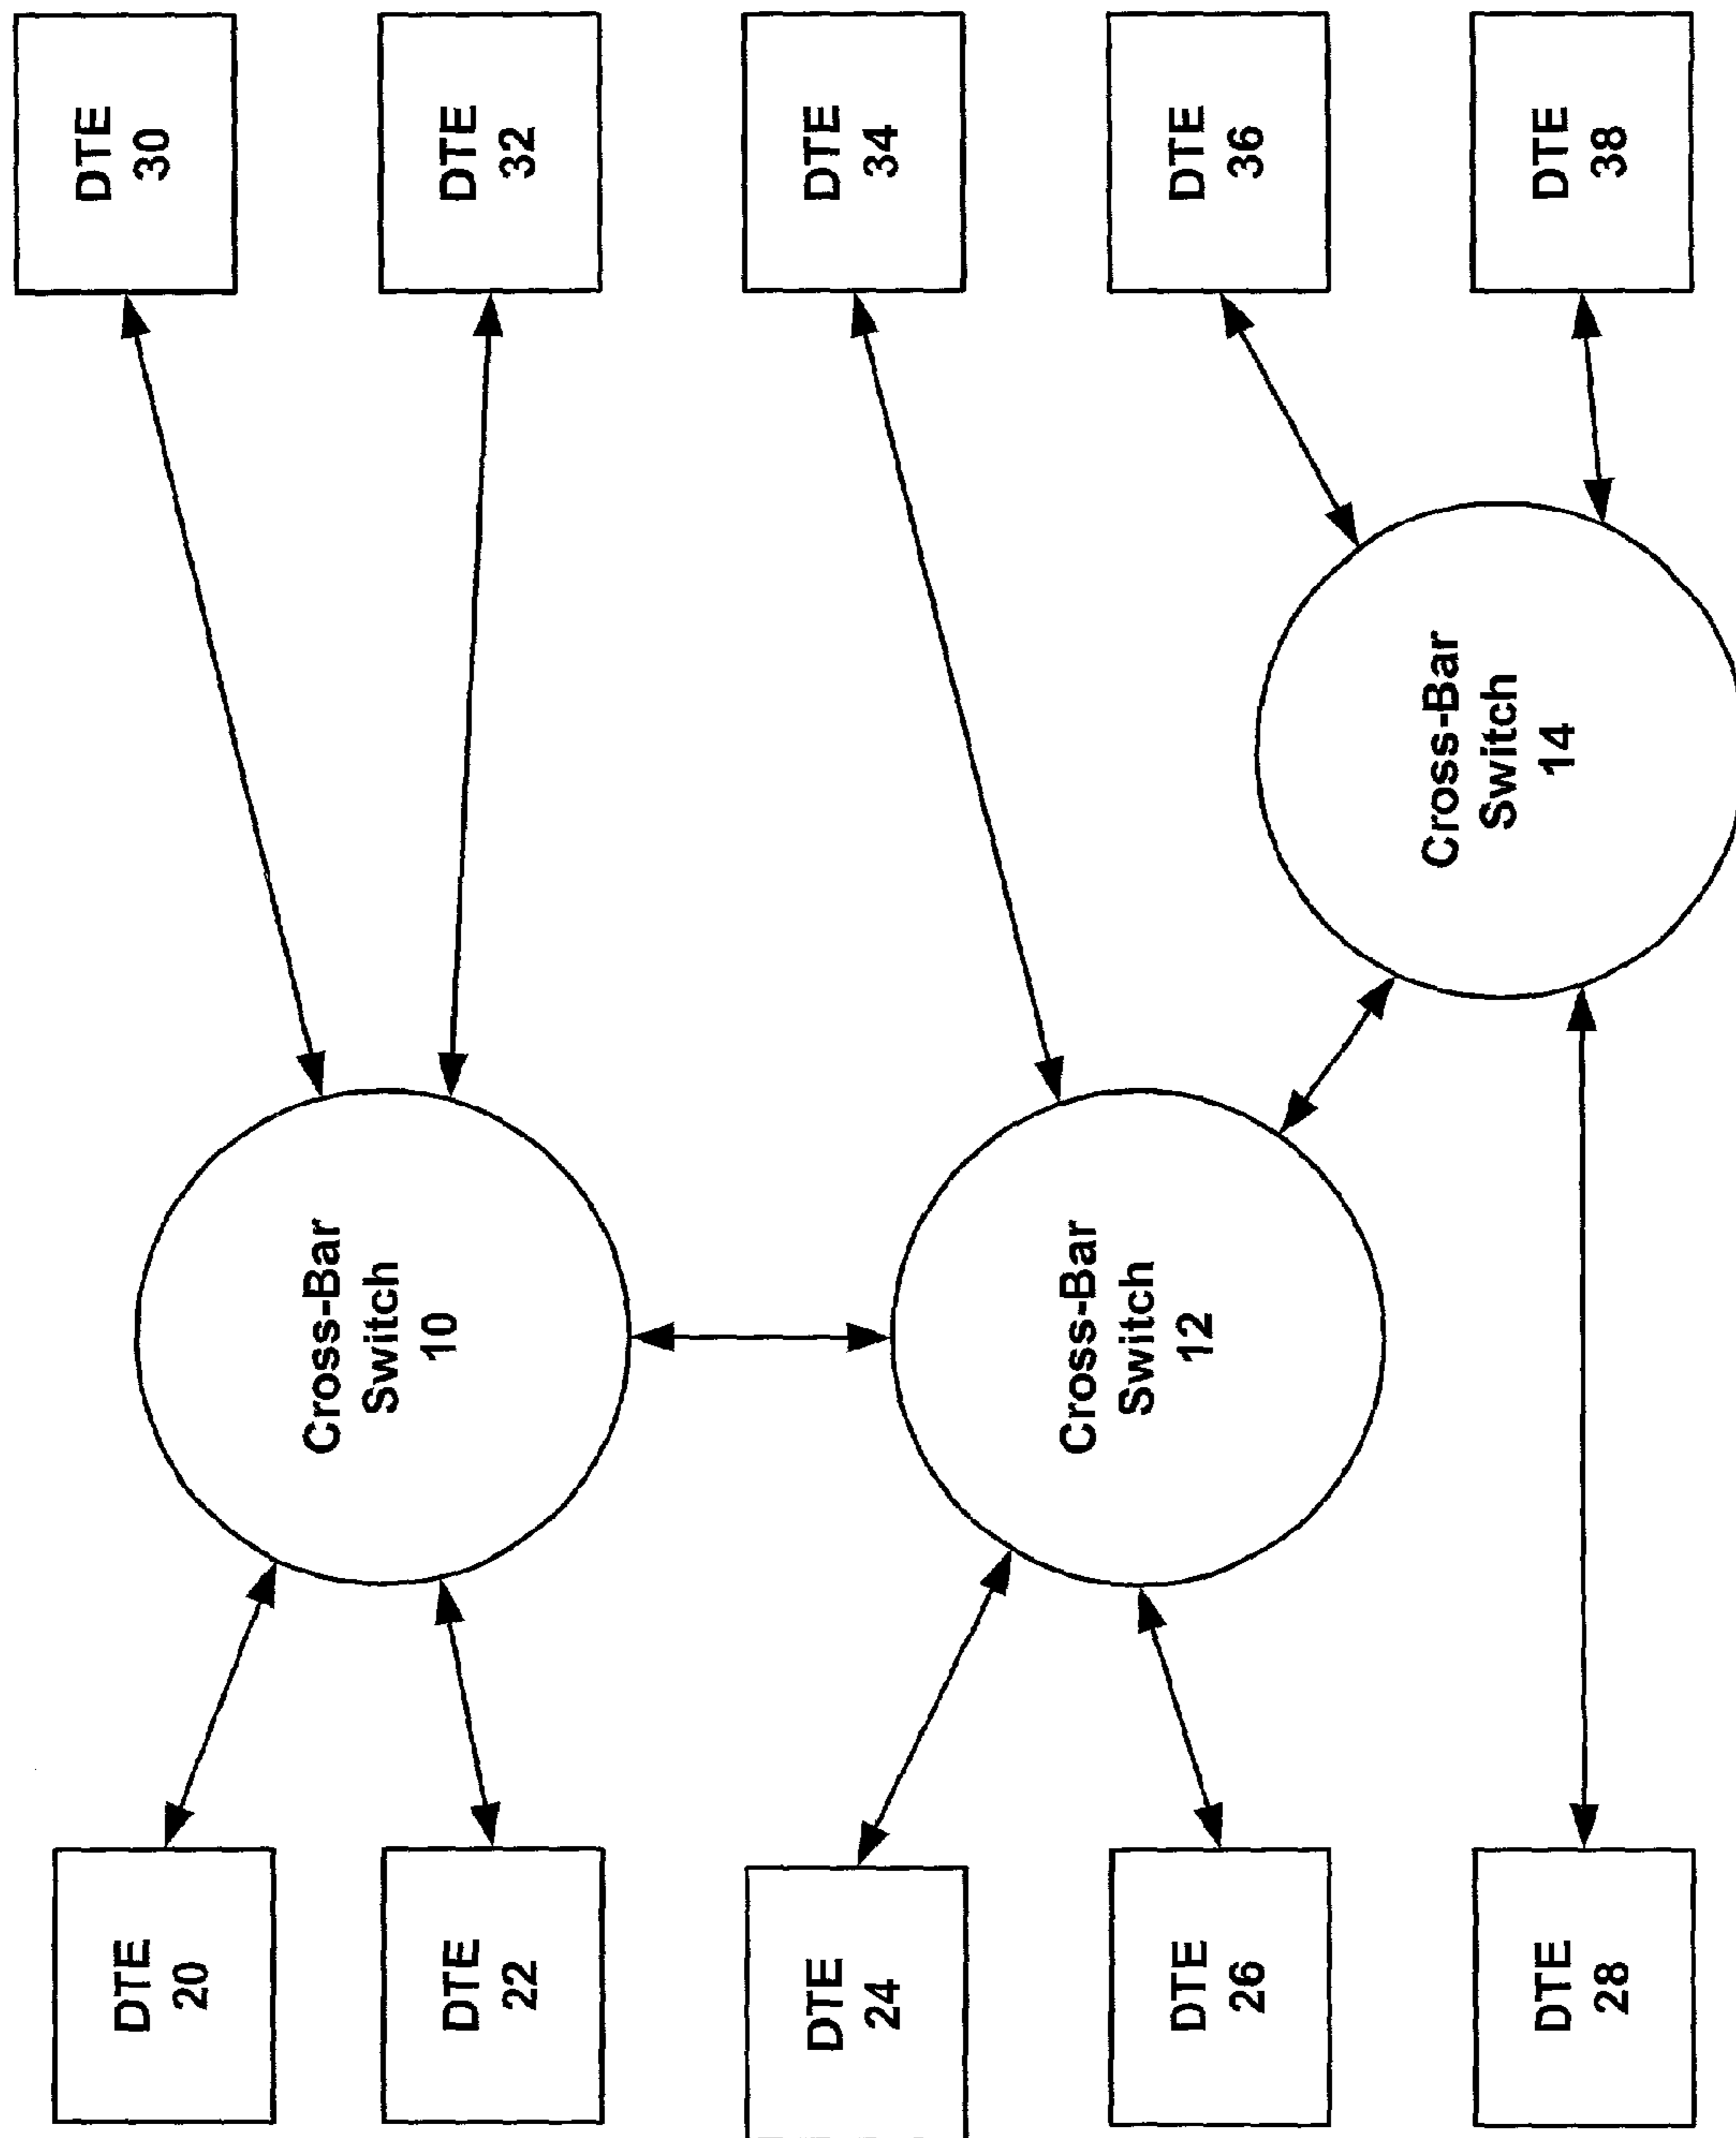 DTE
20
DTE
22
DTE
24
DTE
26
DTE
28
Cross-Bar
Switch
10
Cross-Bar
Switch
12
Cross-Bar
Switch
14
DTE
30
DTE
32
DTE
34
DTE
36
DTE
38